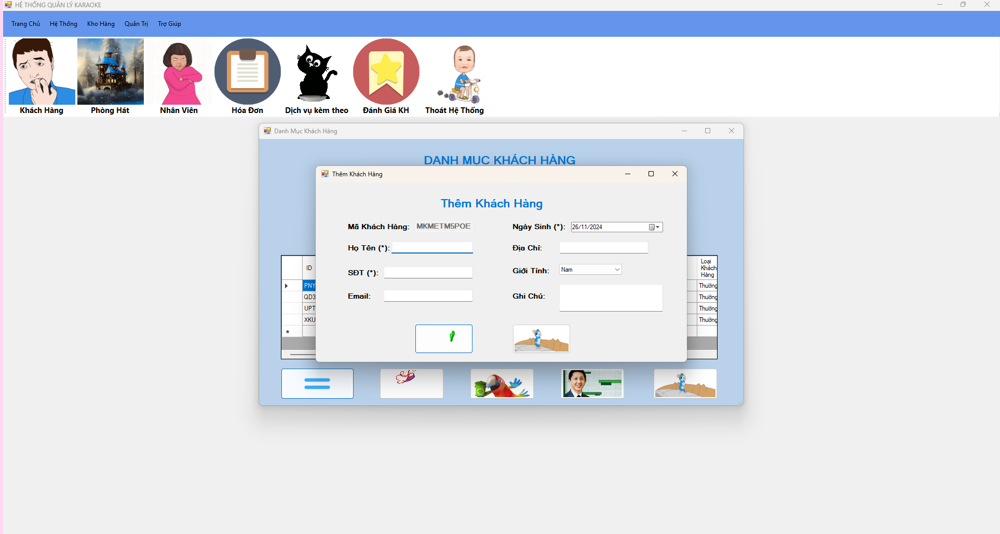 HỆ THỐNG QUẢN LÝ KARAOKE
Trang Chủ Hệ Thống Kho Hàng Quản Trị Trợ Giúp
Khách Hàng Phòng Hát Nhân Viên Hóa Đơn Dịch vụ kèm theo Đánh Giá KH Thoát Hệ Thống
Danh Mục Khách Hàng
DANH MỤC KHÁCH HÀNG
Thêm Khách Hàng
Thêm Khách Hàng
Mã Khách Hàng: MKMETM5POE
Ngày Sinh (*): 26/11/2024
Họ Tên (*):
Địa Chỉ:
SĐT (*):
Giới Tính: Nam
Email:
Ghi Chú:
ID
Loại
Khách
Hàng
PNY
Thường
QD3
Thường
UPT
Thường
XKU
Thường